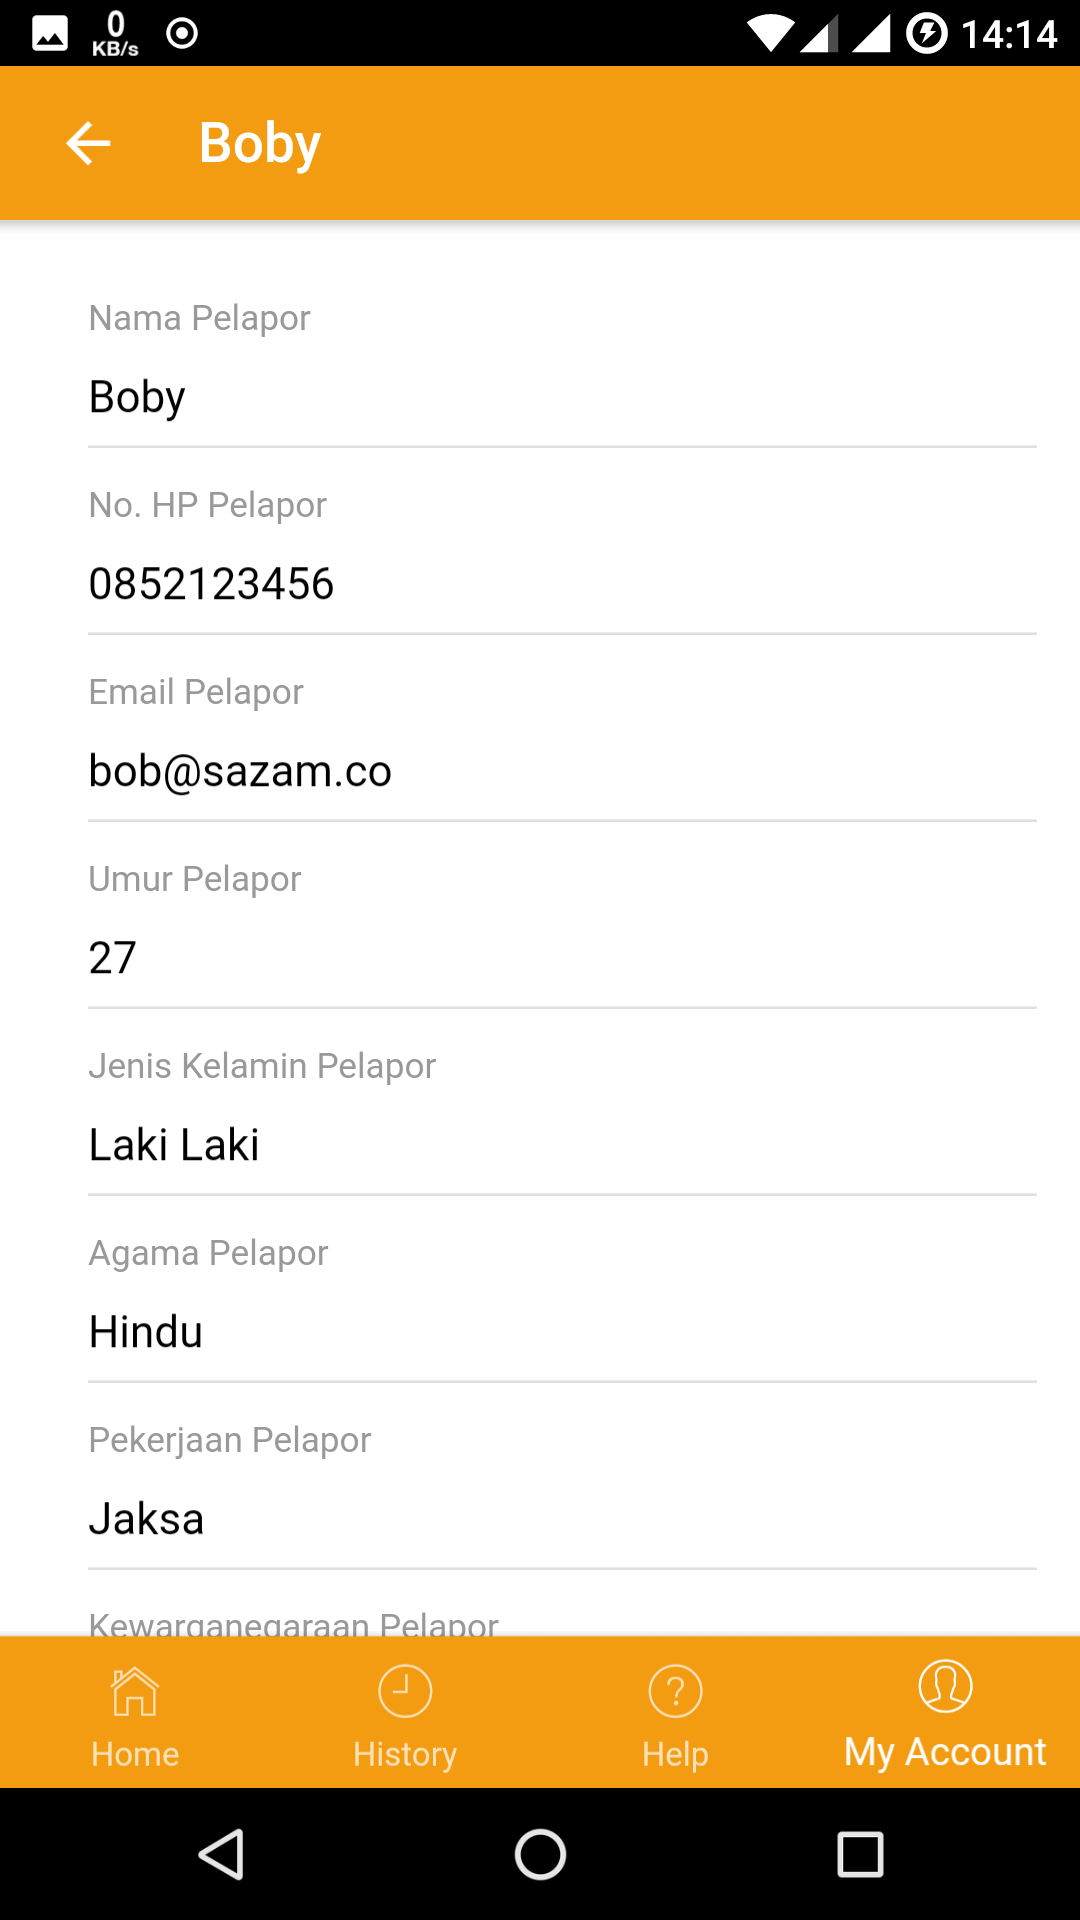 0
KB/s
14:14
Boby
Nama Pelapor
Boby
No. HP Pelapor
0852123456
Email Pelapor
bob@sazam.co
Umur Pelapor
27
Jenis Kelamin Pelapor
Laki Laki
Agama Pelapor
Hindu
Pekerjaan Pelapor
Jaksa
Kewarganegaraan Pelapor
Home
History
?
Help
My Account